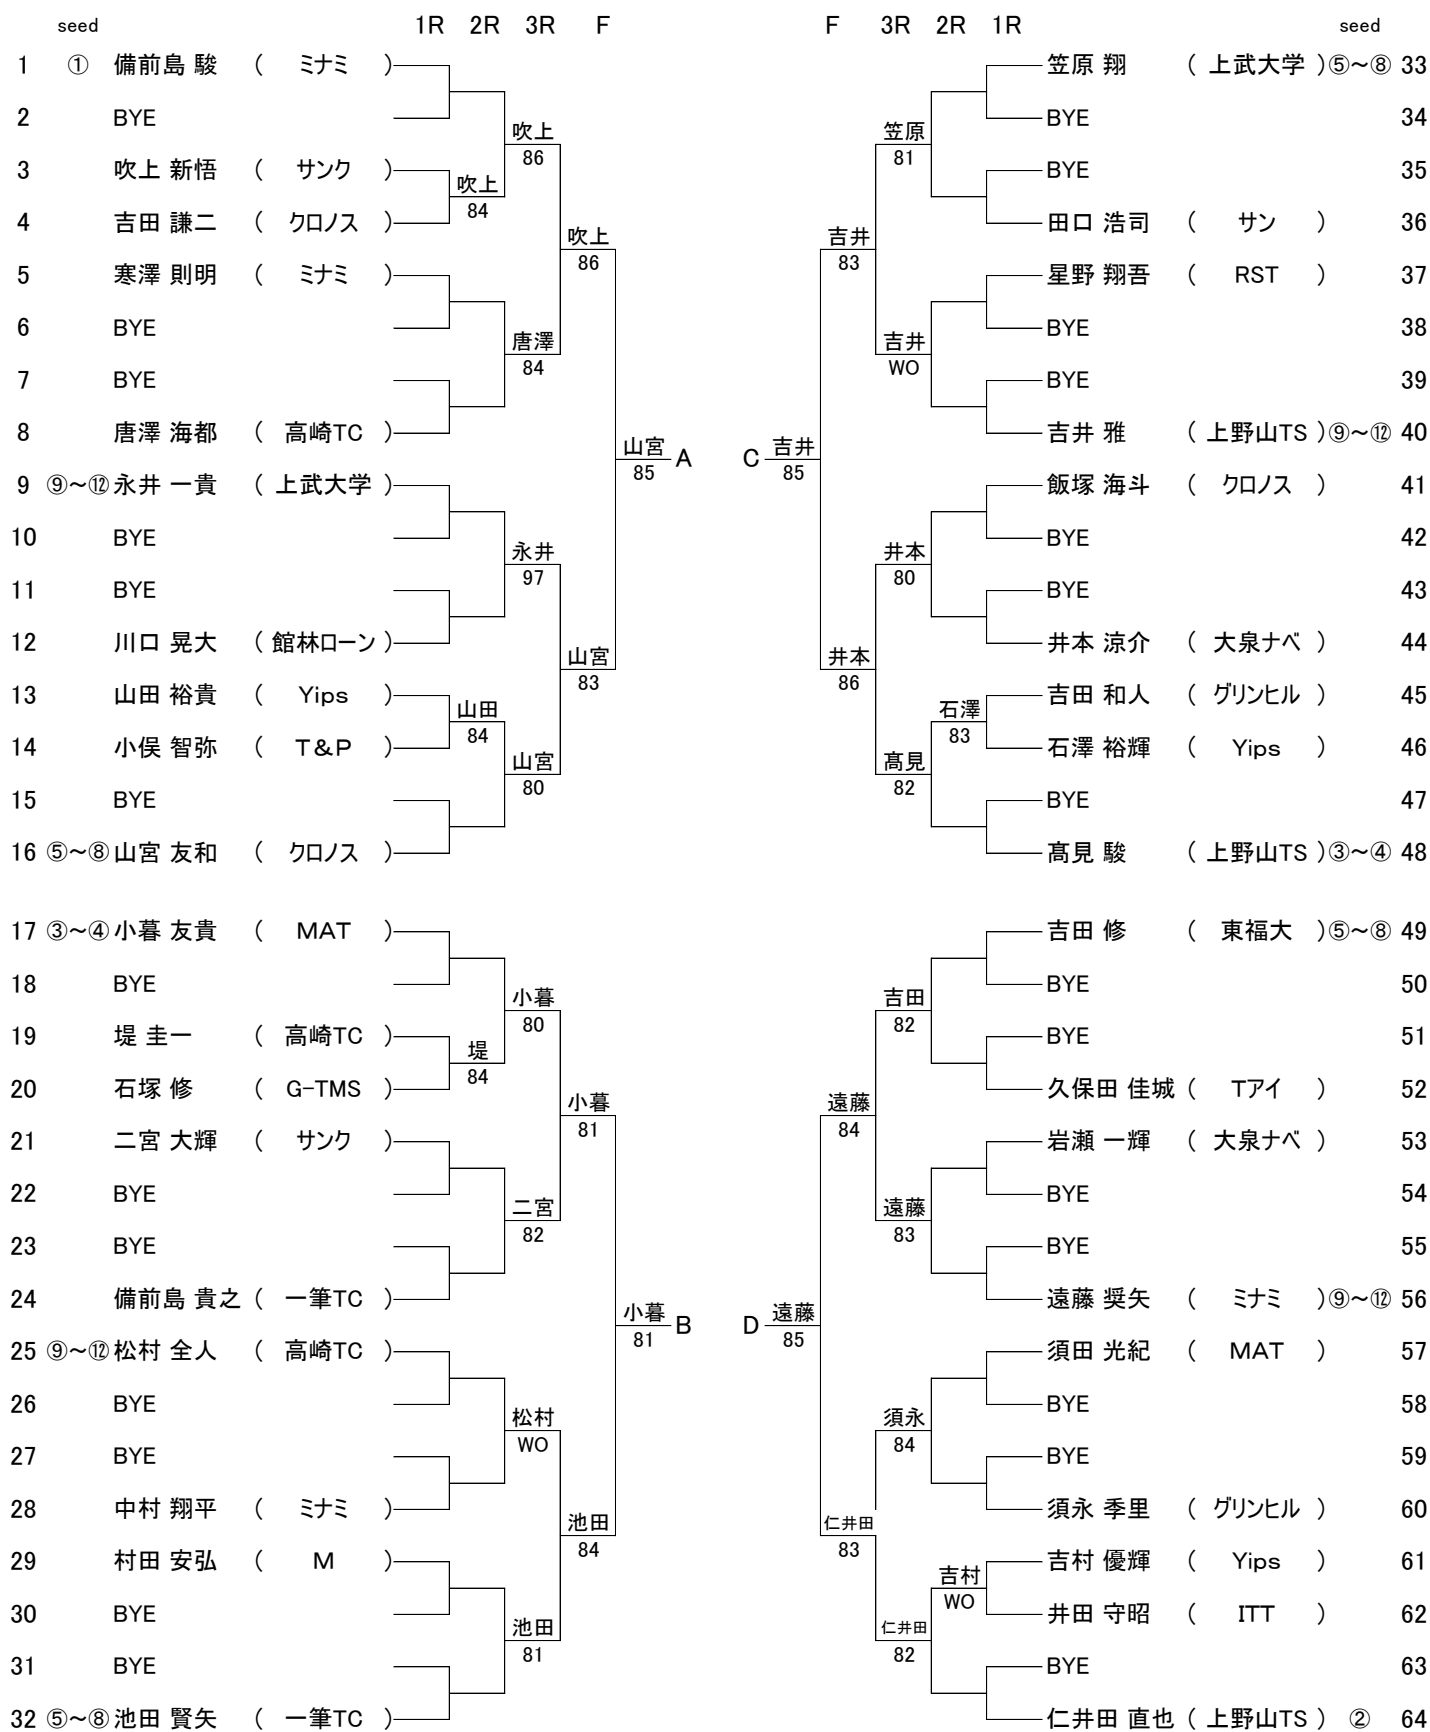 seed 1R 2R 3R F F 3R 2R 1R seed
1 ① 備前島 駿 ( ミナミ ) 笠原 翔 ( 上武大学 ) ⑤～⑧ 33
2 BYE BYE 34
吹上 笠原
86 81
3 吹上 新悟 ( サンク ) BYE 35
吹上
84
4 吉田 謙二 ( クロノス ) 田口 浩司 ( サン ) 36
吹上 吉井
86 83
5 寒澤 則明 ( ミナミ ) 星野 翔吾 ( RST ) 37
6 BYE BYE 38
唐澤 吉井
84 WO
7 BYE BYE 39
8 唐澤 海都 ( 高崎TC ) 吉井 雅 ( 上野山TS ) ⑨～⑫ 40
山宮 A C 吉井
85 85
9 ⑨～⑫ 永井 一貴 ( 上武大学 ) 飯塚 海斗 ( クロノス ) 41
10 BYE BYE 42
永井 井本
97 80
11 BYE BYE 43
12 川口 晃大 ( 館林ローン ) 井本 涼介 ( 大泉ナベ ) 44
山宮 井本
83 86
13 山田 裕貴 ( Yips ) 吉田 和人 ( グリンヒル ) 45
山田 石澤
84 83
14 小俣 智弥 ( T＆P ) 石澤 裕輝 ( Yips ) 46
山宮 髙見
80 82
15 BYE BYE 47
16 ⑤～⑧ 山宮 友和 ( クロノス ) 髙見 駿 ( 上野山TS ) ③～④ 48
17 ③～④ 小暮 友貴 ( MAT ) 吉田 修 ( 東福大 ) ⑤～⑧ 49
18 BYE BYE 50
小暮 吉田
80 82
19 堤 圭一 ( 高崎TC ) BYE 51
堤
84
20 石塚 修 ( G-TMS ) 久保田 佳城 ( Tアイ ) 52
小暮 遠藤
81 84
21 二宮 大輝 ( サンク ) 岩瀬 一輝 ( 大泉ナベ ) 53
22 BYE BYE 54
二宮 遠藤
82 83
23 BYE BYE 55
24 備前島 貴之 ( 一筆TC ) 遠藤 奨矢 ( ミナミ ) ⑨～⑫ 56
小暮 B D 遠藤
81 85
25 ⑨～⑫ 松村 全人 ( 高崎TC ) 須田 光紀 ( MAT ) 57
26 BYE BYE 58
松村 須永
WO 84
27 BYE BYE 59
28 中村 翔平 ( ミナミ ) 須永 季里 ( グリンヒル ) 60
池田 仁井田
84 83
29 村田 安弘 ( M ) 吉村 優輝 ( Yips ) 61
吉村
WO
30 BYE 井田 守昭 ( ITT ) 62
池田 仁井田
81 82
31 BYE BYE 63
32 ⑤～⑧ 池田 賢矢 ( 一筆TC ) 仁井田 直也 ( 上野山TS ) ② 64